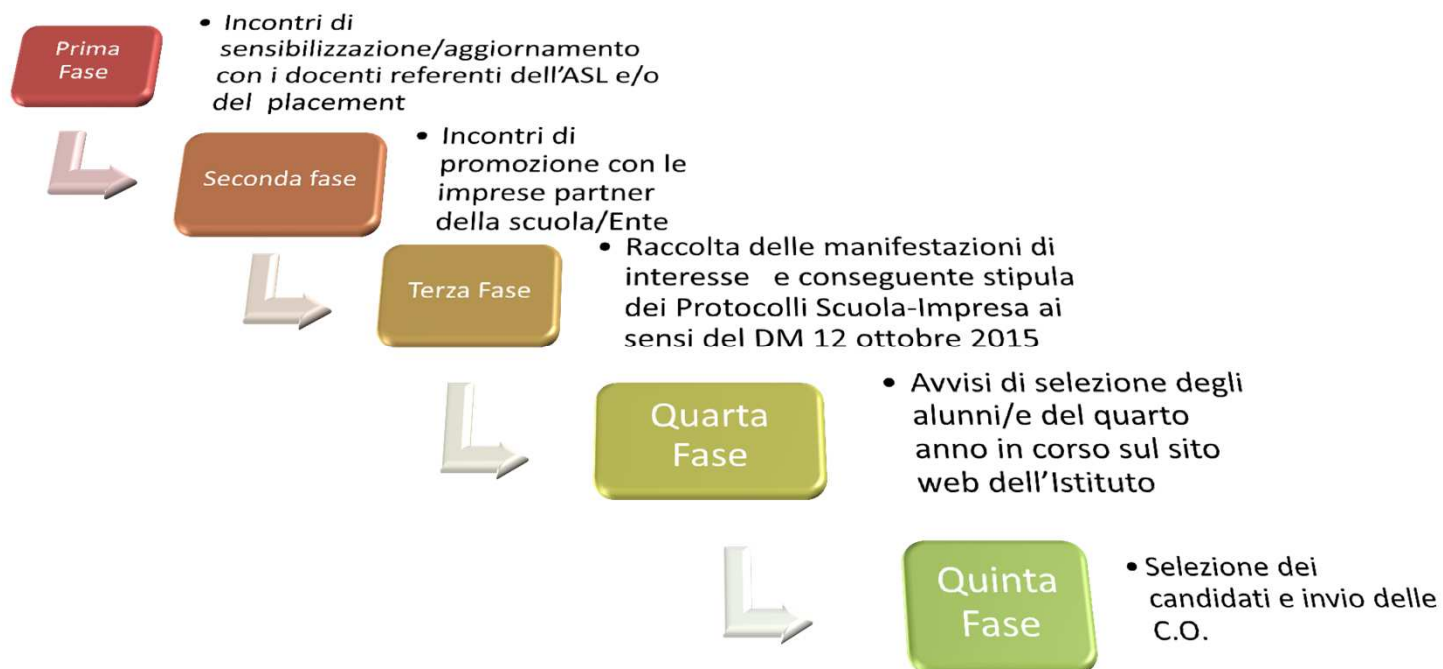 Prima
Fase
• Incontri di
sensibilizzazione/aggiornamento
con i docenti referenti dell'ASL e/o
del placement
Seconda fase
• Incontri di
promozione con le
imprese partner
della scuola/Ente
Terza Fase
• Raccolta delle manifestazioni di
interesse e conseguente stipula
dei Protocolli Scuola-Impresa ai
sensi del DM 12 ottobre 2015
Quarta
Fase
• Avvisi di selezione degli
alunni/e del quarto
anno in corso sul sito
web dell'Istituto
Quinta
Fase
• Selezione dei
candidati e invio delle
C.O.